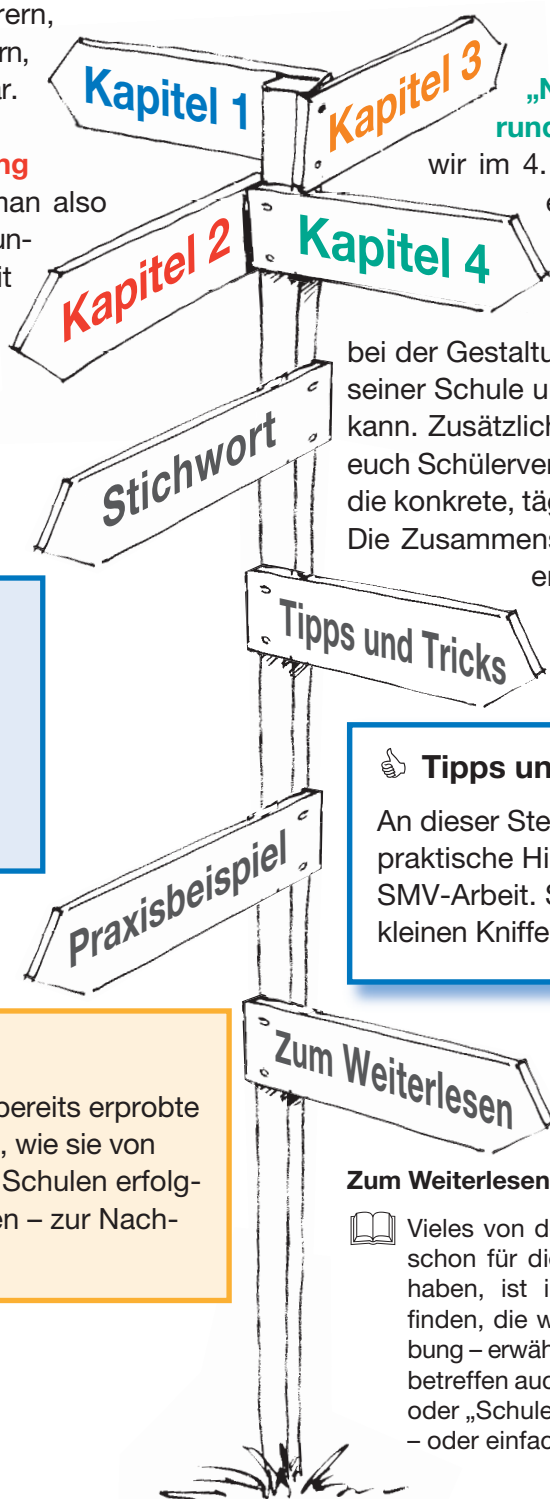 rern,
rn,
r.
ng
nan also
un-
it
Kapitel 1
Kapitel 3
Kapitel 2
Kapitel 4
„N
rund
wir im 4.
e
bei der Gestaltu
seiner Schule u
kann. Zusätzlich
euch Schülerver
die konkrete, täg
Die Zusammens
er
Stichwort
Tipps und Tricks
Tipps un
An dieser Ste
praktische Hi
SMV-Arbeit. S
kleinen Kniffe
Praxisbeispiel
bereits erprobte
, wie sie von
Schulen erfolg-
en – zur Nach-
Zum Weiterlesen
Zum Weiterlesen
Vieles von d
schon für die
haben, ist i
finden, die w
bung – erwäh
betreffen auc
oder „Schule
– oder einfac